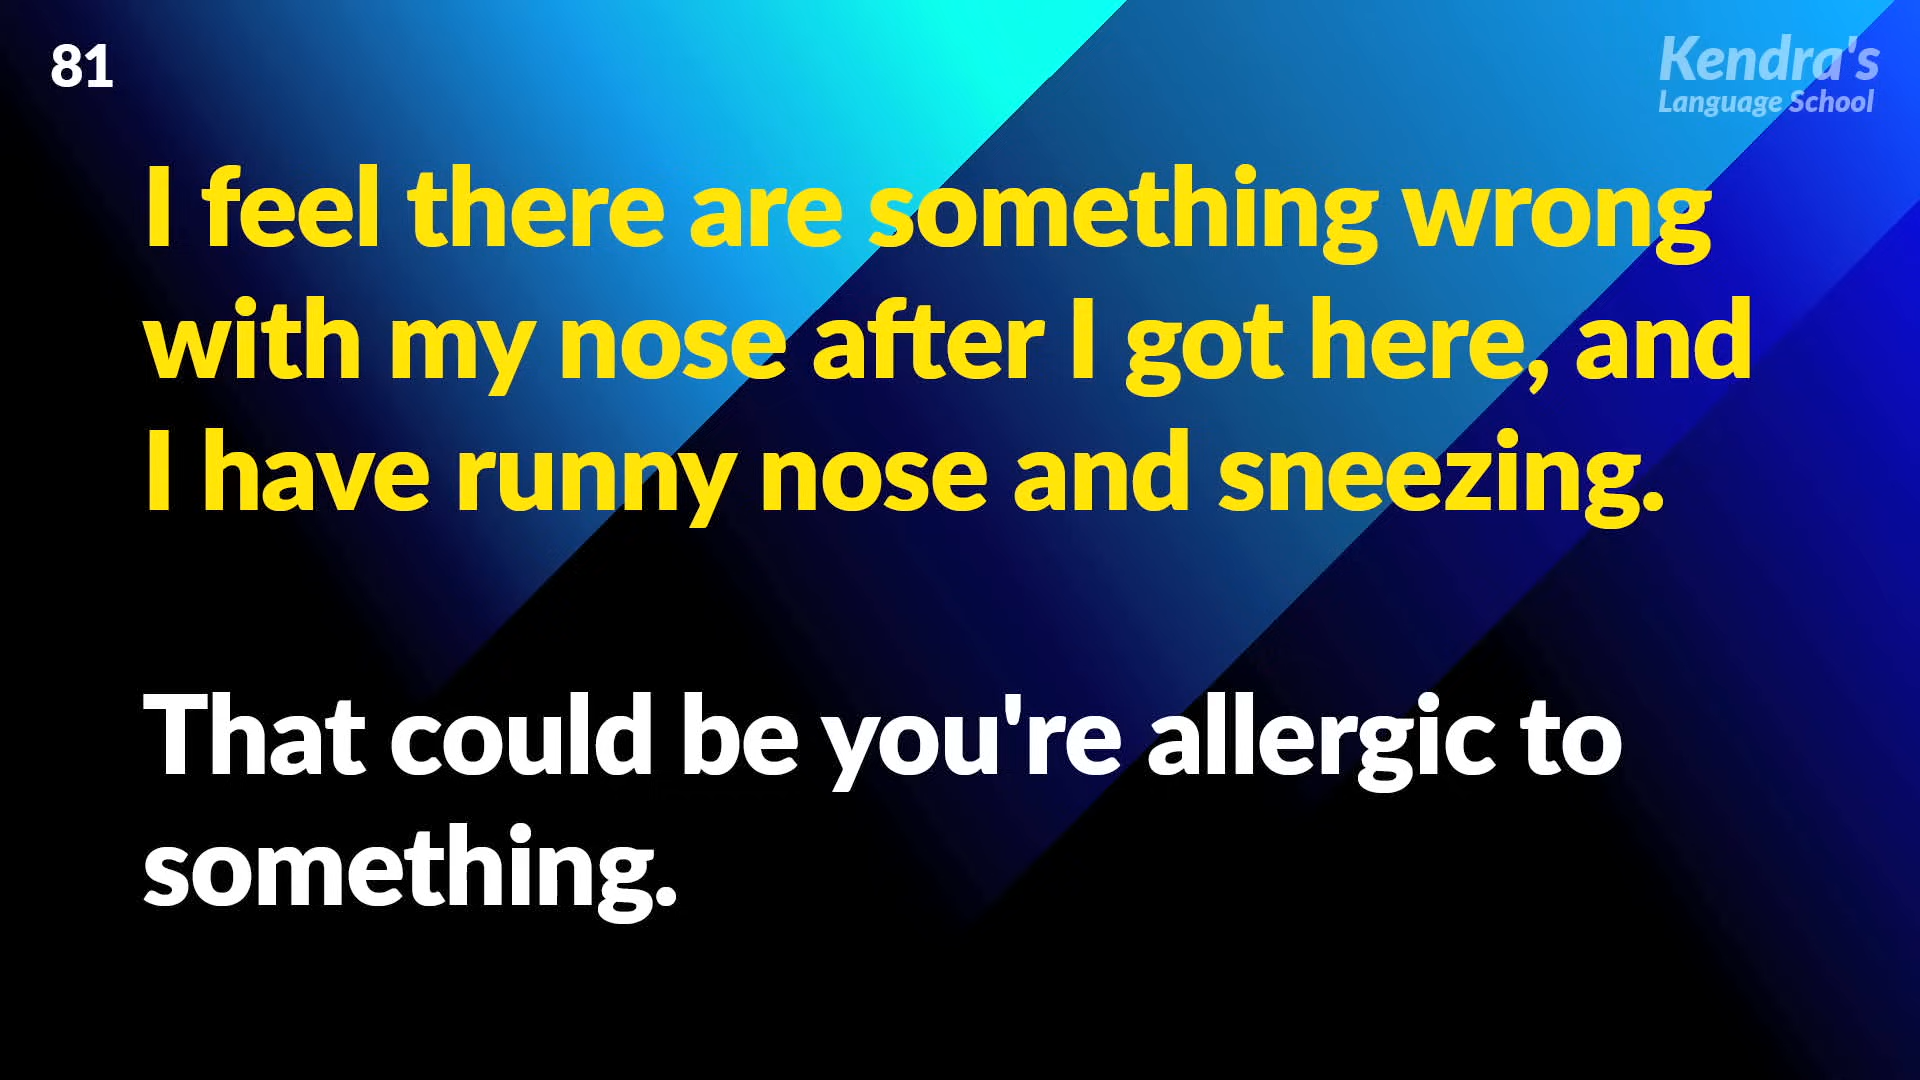 81
Kendra's
Language School
I feel there are something wrong
with my nose after I got here, and
I have runny nose and sneezing.
That could be you're allergic to
something.